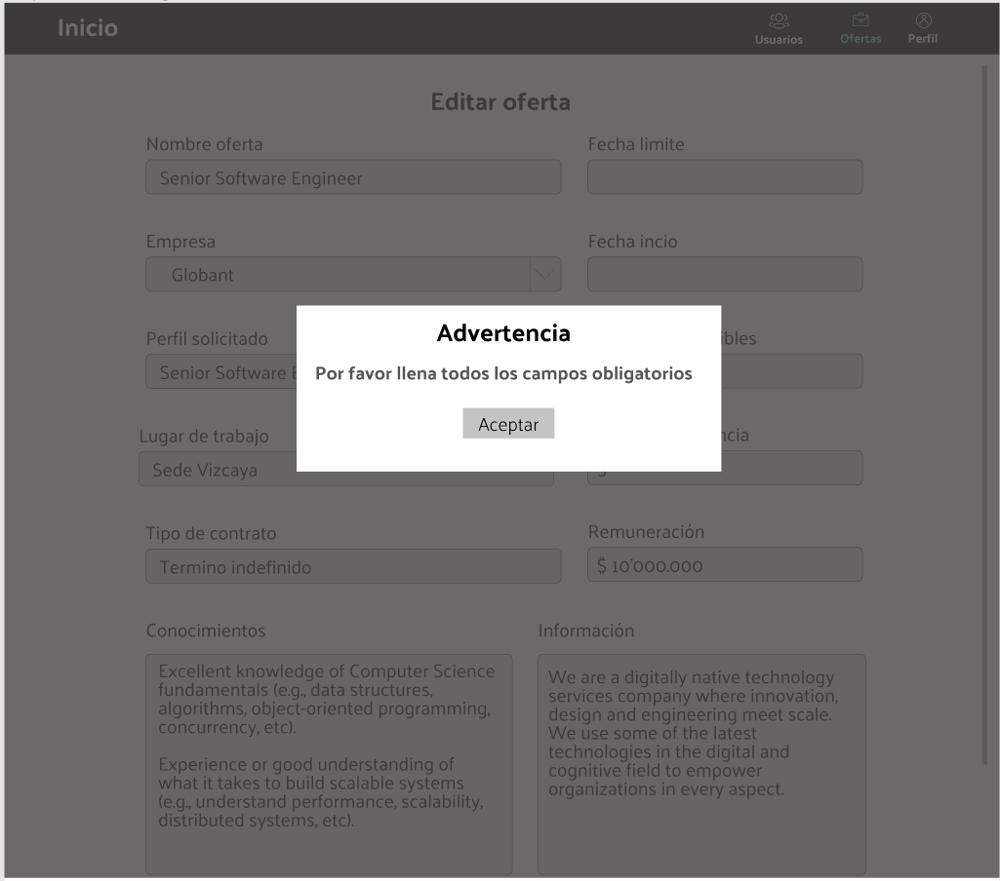 Inicio
Usuarios
Ofertas
Perfil
Editar oferta
Nombre oferta
Fecha limite
Senior Software Engineer
Empresa
Fecha incio
Globant
Perfil solicitado
ibles
Senior Software E
Advertencia
Por favor llena todos los campos obligatorios
Aceptar
Lugar de trabajo
ncia
Sede Vizcaya
Tipo de contrato
Remuneración
Termino indefinido
$ 10'000.000
Conocimientos
Información
Excellent knowledge of Computer Science
fundamentals (e.g., data structures,
algorithms, object-oriented programming,
concurrency, etc).
Experience or good understanding of
what it takes to build scalable systems
(e.g., understand performance, scalability,
distributed systems, etc).
We are a digitally native technology
services company where innovation,
design and engineering meet scale.
We use some of the latest
technologies in the digital and
cognitive field to empower
organizations in every aspect.